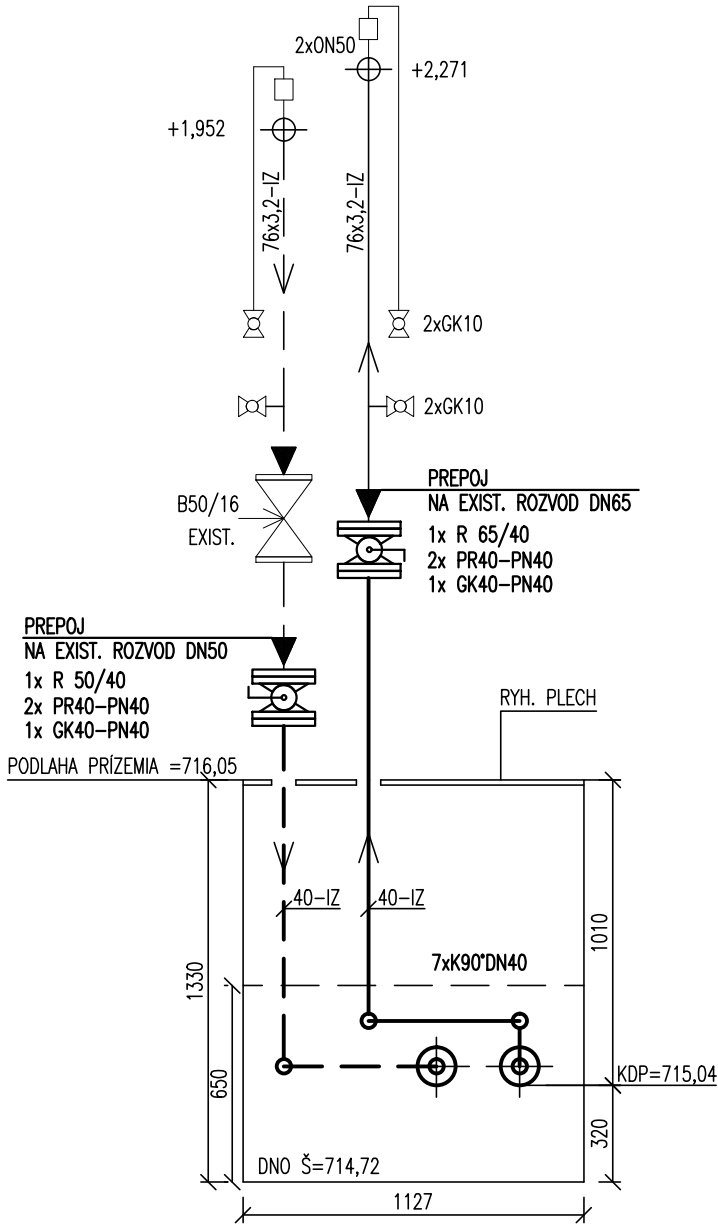 2xON50
+2,271
+1,952
76x3,2-IZ
76x3,2-IZ
2xGK10
2xGK10
B50/16
EXIST.
PREPOJ
NA EXIST. ROZVOD DN65
1x R 65/40
2x PR40-PN40
1x GK40-PN40
PREPOJ
NA EXIST. ROZVOD DN50
1x R 50/40
2x PR40-PN40
1x GK40-PN40
RYH. PLECH
PODLAHA PRÍZEMIA =716,05
40-IZ
40-IZ
7xK90°DN40
1330
650
1010
320
KDP=715,04
DNO Š=714,72
1127